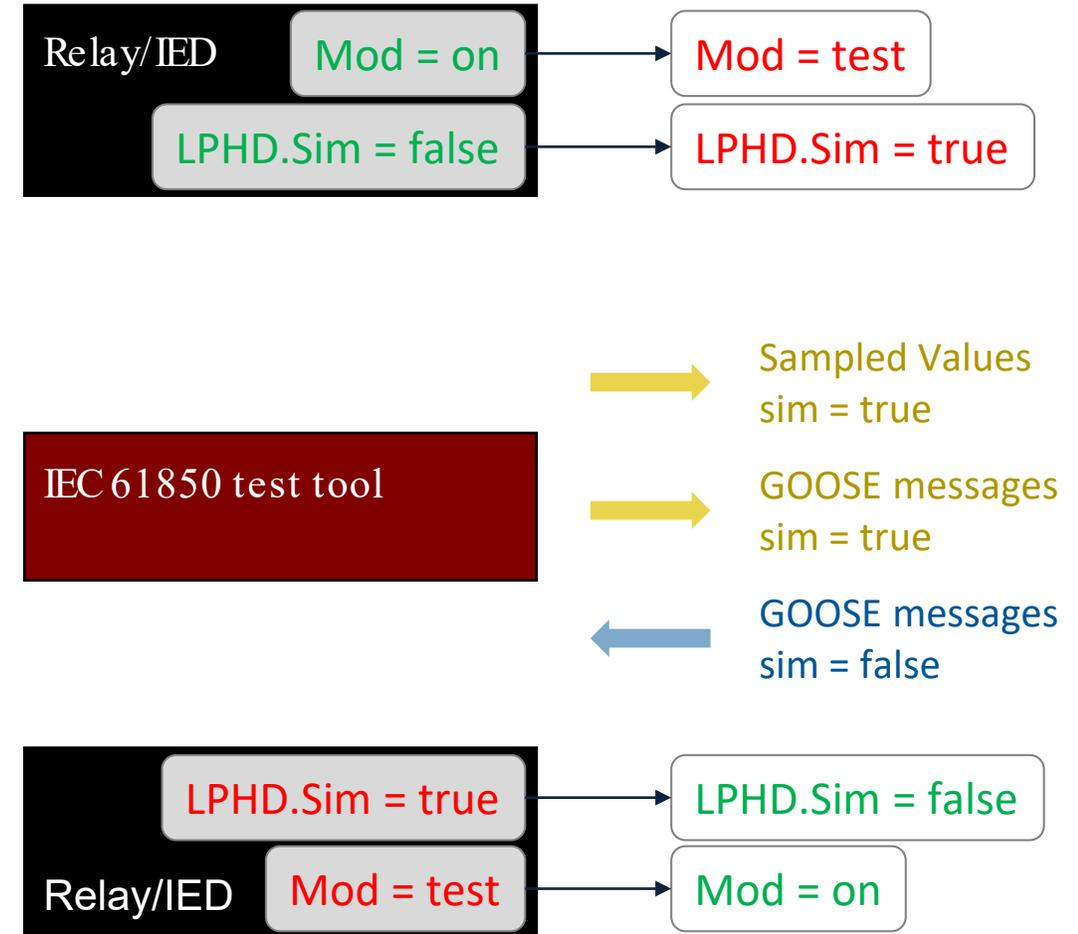 Relay/IED
Mod = on
Mod = test
LPHD.Sim = false
LPHD.Sim = true
Sampled Values
sim = true
IEC 61850 test tool
GOOSE messages
sim = true
GOOSE messages
sim = false
LPHD.Sim = true
LPHD.Sim = false
Relay/IED
Mod = test
Mod = on